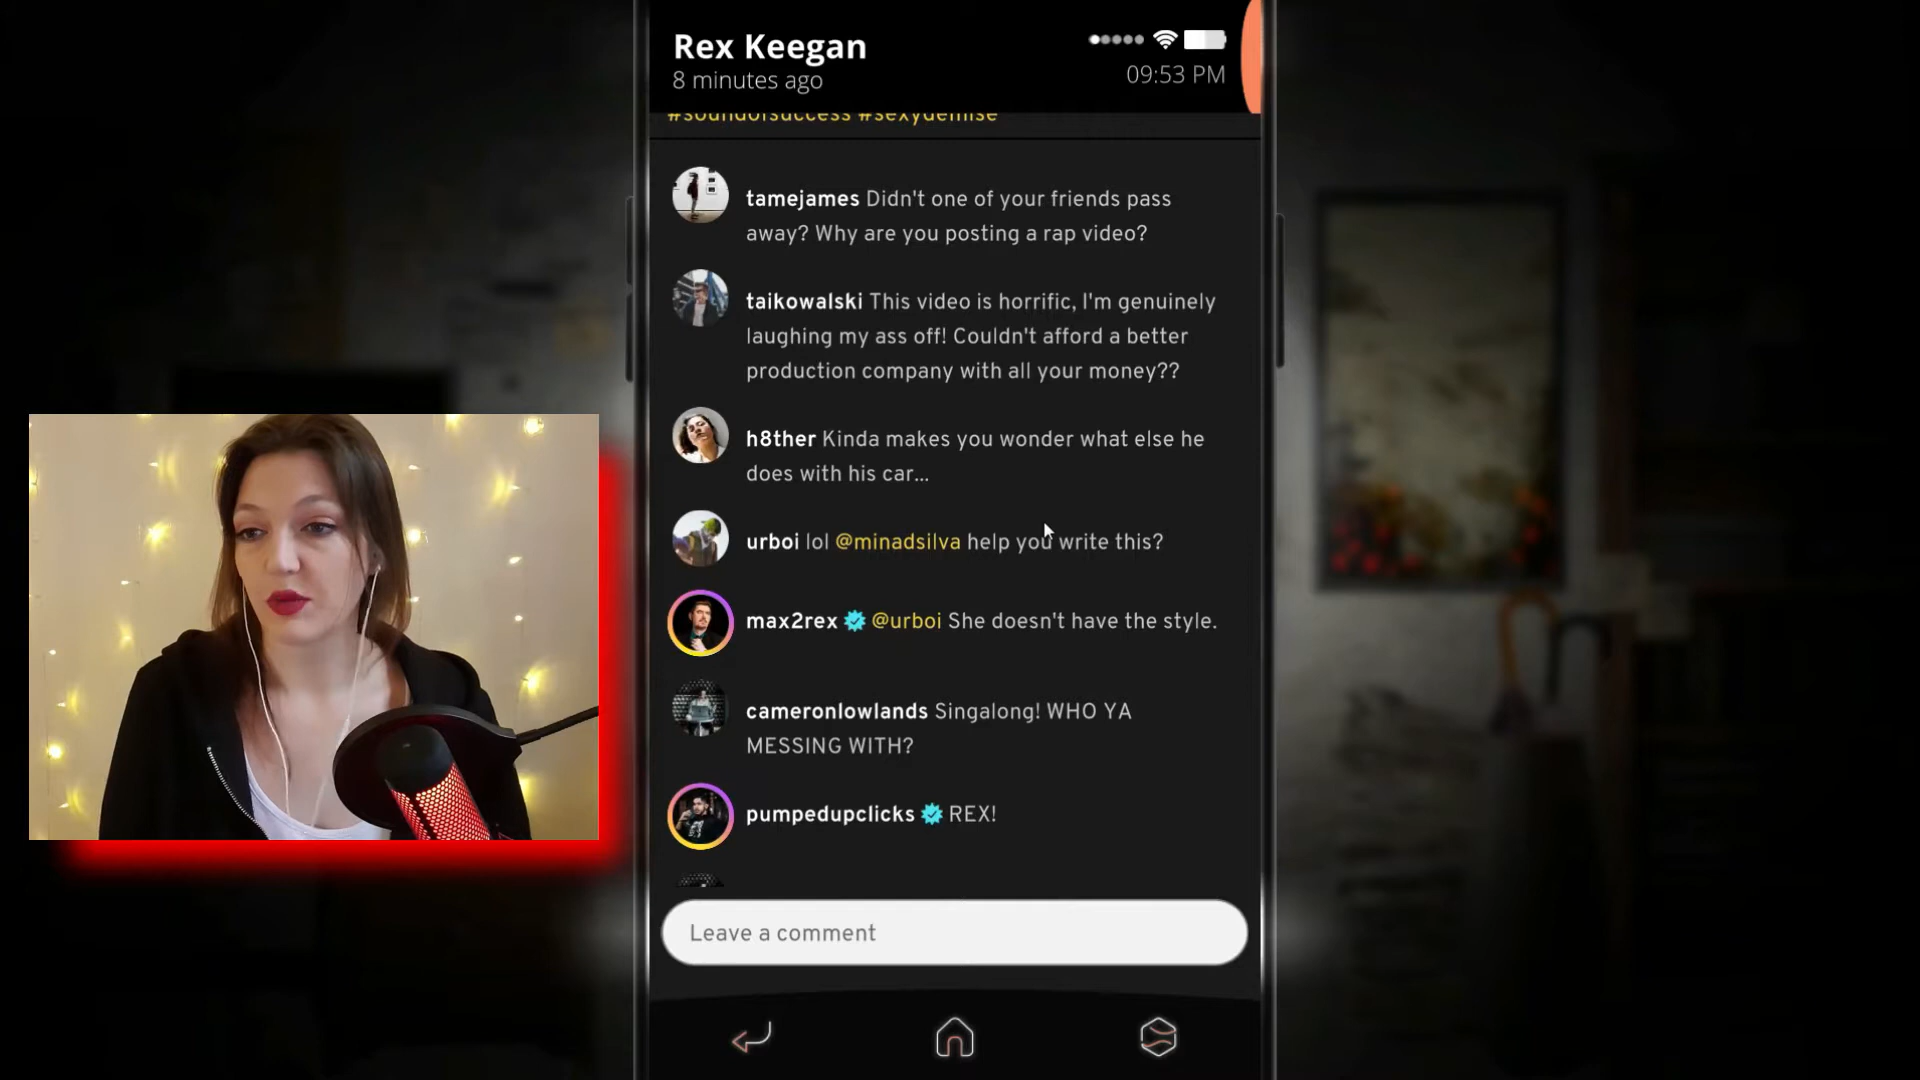 Rex Keegan
8 minutes ago
09:53 PM
#soundofsuccess #sexydemise
tamejames Didn't one of your friends pass
away? Why are you posting a rap video?
taikowalski This video is horrific, I'm genuinely
laughing my ass off! Couldn't afford a better
production company with all your money??
h8ther Kinda makes you wonder what else he
does with his car...
urboi lol @minadsilva help you write this?
max2rex @urboi She doesn't have the style.
cameronlowlands Singalong! WHO YA
MESSING WITH?
pumpedupclicks REX!
Leave a comment